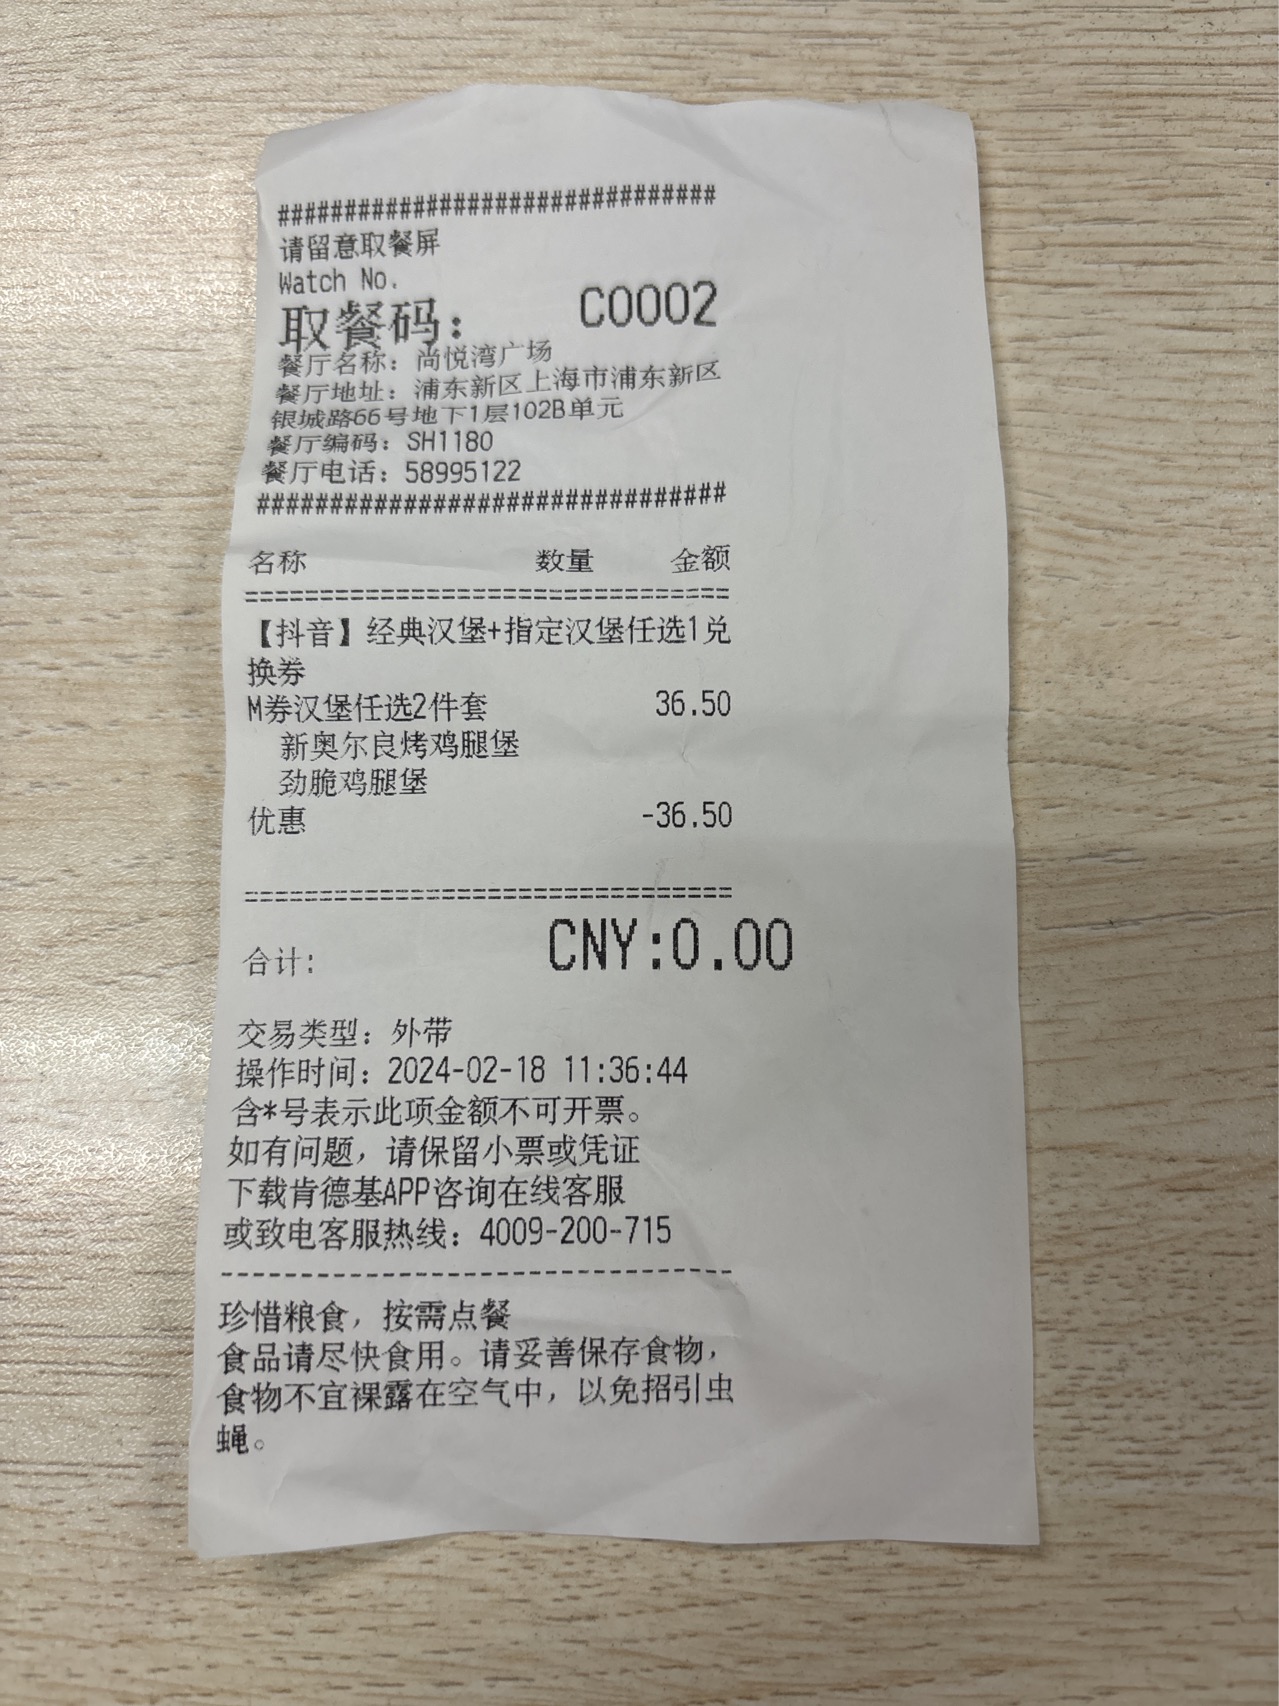 ################################
请留意取餐屏
Watch No.
取餐码： C0002
餐厅名称：尚悦湾广场
餐厅地址：浦东新区上海市浦东新区
银城路66号地下1层102B单元
餐厅编码：SH1180
餐厅电话：58995122
################################
名称 数量 金额
================================
【抖音】经典汉堡+指定汉堡任选1兑
换券
M券汉堡任选2件套 36.50
新奥尔良烤鸡腿堡
劲脆鸡腿堡
优惠 -36.50
================================
合计: CNY:0.00
交易类型：外带
操作时间：2024-02-18 11:36:44
含*号表示此项金额不可开票。
如有问题，请保留小票或凭证
下载肯德基APP咨询在线客服
或致电客服热线：4009-200-715
--------------------------------
珍惜粮食，按需点餐
食品请尽快食用。请妥善保存食物，
食物不宜裸露在空气中，以免招引虫
蝇。